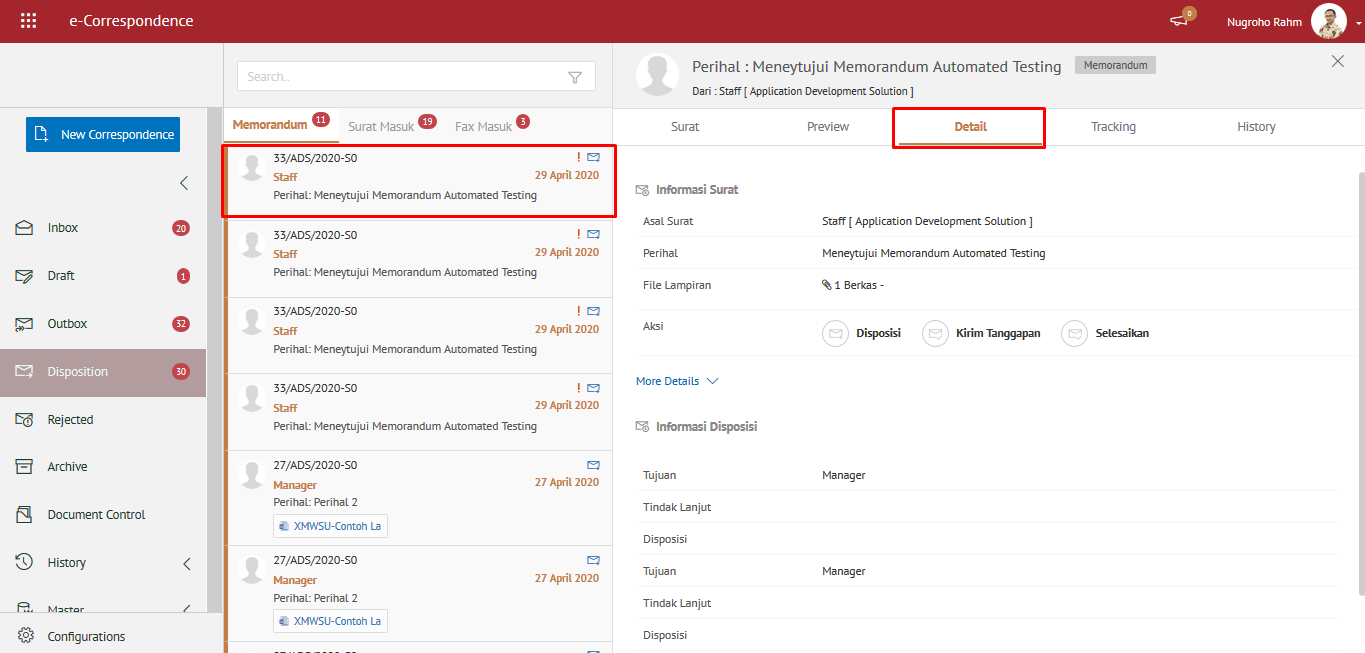 e-Correspondence
0
Nugroho Rahm
New Correspondence
Inbox 20
Draft 1
Outbox 32
Disposition 30
Rejected
Archive
Document Control
History
Master
Configurations
Search..
Memorandum 11 Surat Masuk 19 Fax Masuk 3
33/ADS/2020-S0
Staff 29 April 2020
Perihal: Meneytujui Memorandum Automated Testing
33/ADS/2020-S0
Staff 29 April 2020
Perihal: Meneytujui Memorandum Automated Testing
33/ADS/2020-S0
Staff 29 April 2020
Perihal: Meneytujui Memorandum Automated Testing
33/ADS/2020-S0
Staff 29 April 2020
Perihal: Meneytujui Memorandum Automated Testing
27/ADS/2020-S0
Manager 27 April 2020
Perihal: Perihal 2
XMWSU-Contoh La
27/ADS/2020-S0
Manager 27 April 2020
Perihal: Perihal 2
XMWSU-Contoh La
Perihal : Meneytujui Memorandum Automated Testing Memorandum
Dari : Staff [ Application Development Solution ]
Surat Preview Detail Tracking History
Informasi Surat
Asal Surat Staff [ Application Development Solution ]
Perihal Meneytujui Memorandum Automated Testing
File Lampiran 1 Berkas -
Aksi Disposisi Kirim Tanggapan Selesaikan
More Details
Informasi Disposisi
Tujuan Manager
Tindak Lanjut
Disposisi
Tujuan Manager
Tindak Lanjut
Disposisi